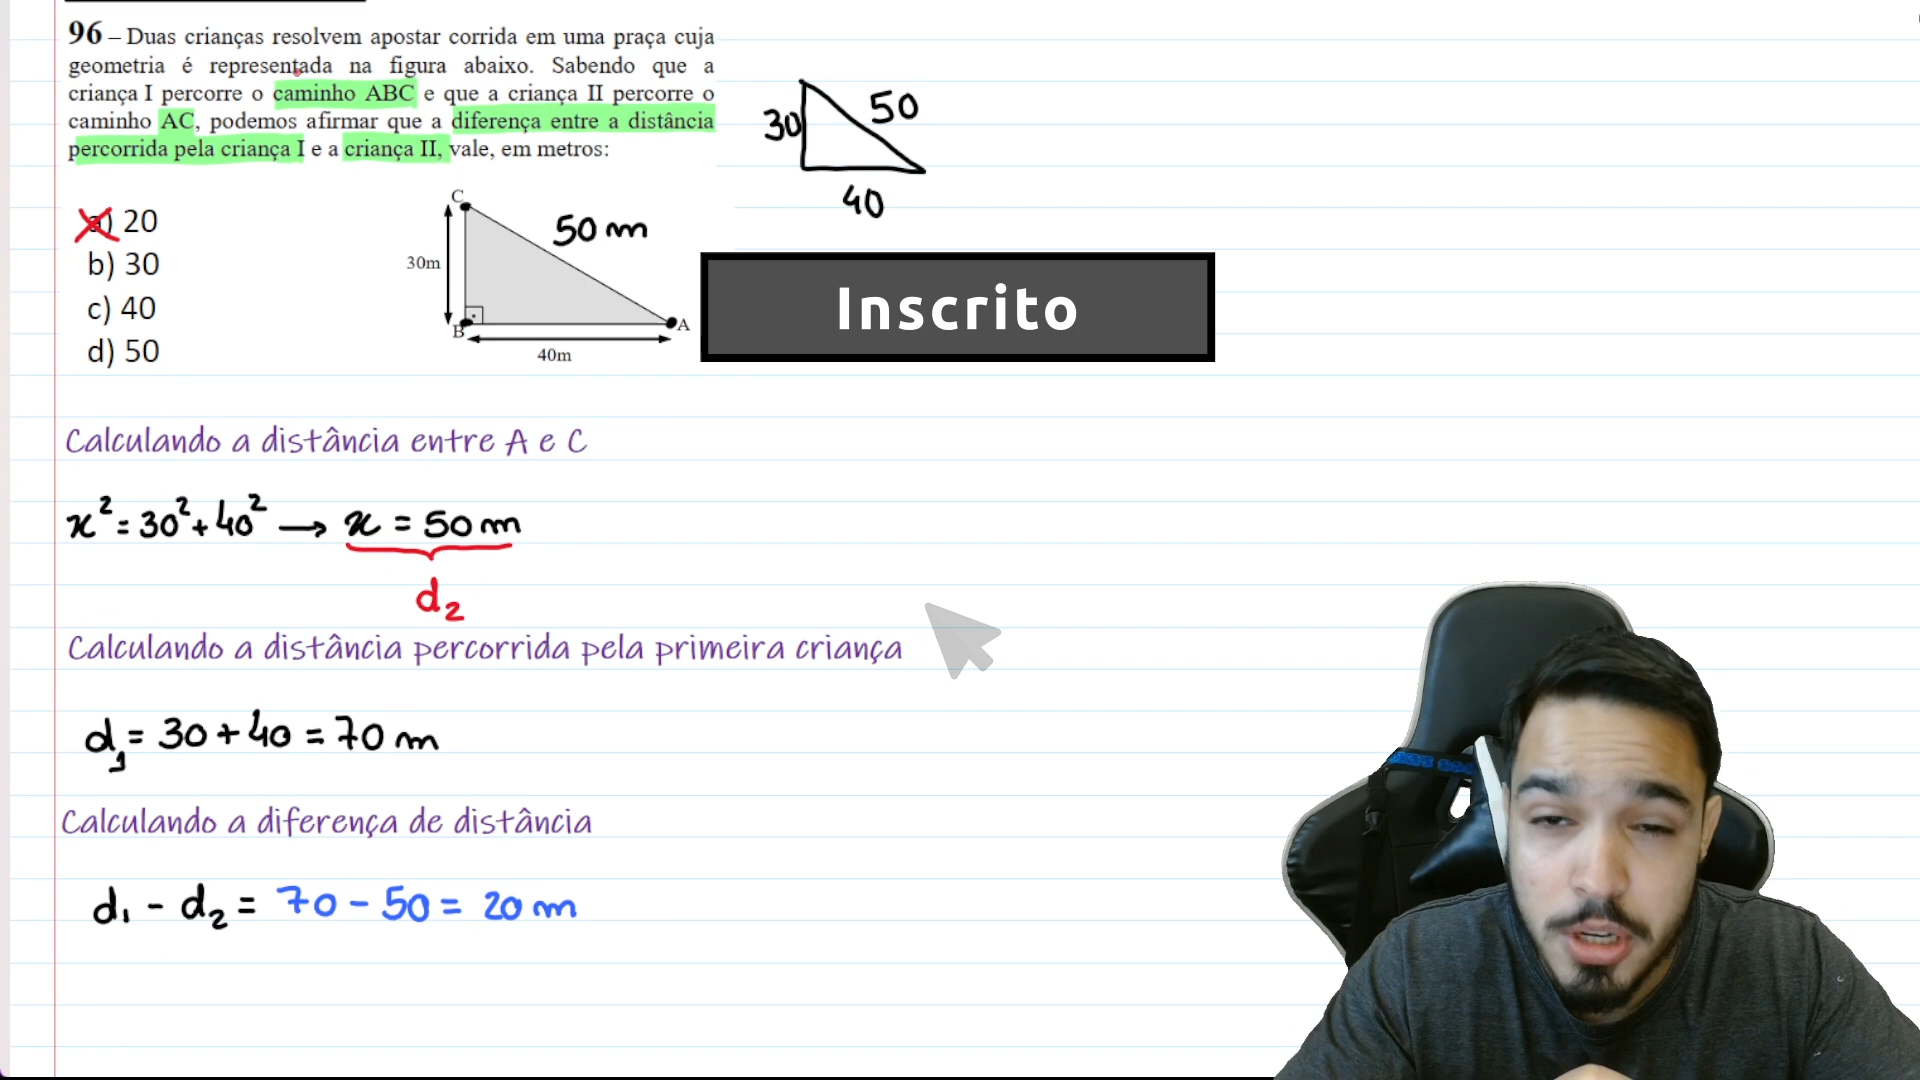 96 – Duas crianças resolvem apostar corrida em uma praça cuja
geometria é representada na figura abaixo. Sabendo que a
criança I percorre o caminho ABC e que a criança II percorre o
caminho AC, podemos afirmar que a diferença entre a distância
percorrida pela criança I e a criança II, vale, em metros:
30
50
40
a) 20
b) 30
c) 40
d) 50
C
50 m
30m
B
A
40m
Inscrito
Calculando a distância entre A e C
x² = 30² + 40² → x = 50 m
d₂
Calculando a distância percorrida pela primeira criança
d₁ = 30 + 40 = 70 m
Calculando a diferença de distância
d₁ - d₂ = 70 - 50 = 20 m